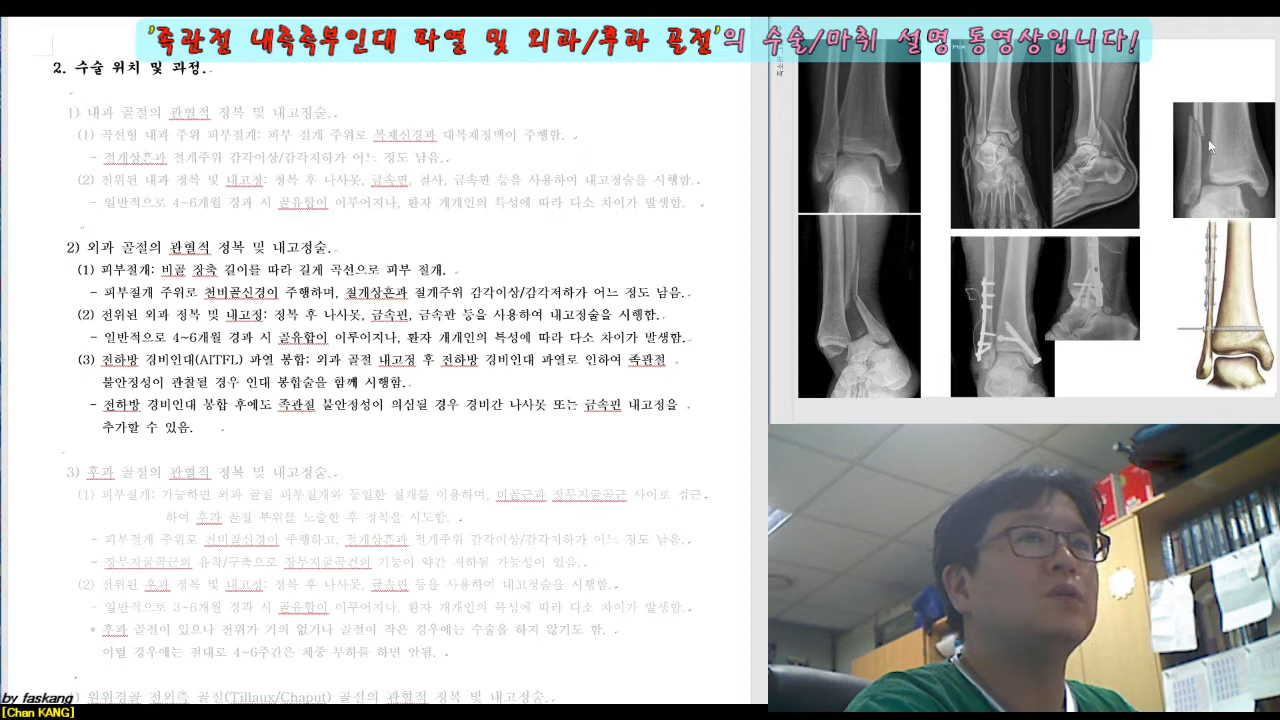 '족관절 내측측부인대 파열 및 외과/후과 골절'의 수술/마취 설명 동영상입니다!
2. 수술 위치 및 과정.
1) 내과 골절의 관혈적 정복 및 내고정술.
(1) 곡선형 내과 주위 피부절개: 피부 절개 주위로 복재신경과 대복재정맥이 주행함.
- 절개상흔과 절개주위 감각이상/감각저하가 어느 정도 남음.
(2) 전위된 내과 정복 및 내고정: 정복 후 나사못, 금속핀, 철사, 금속판 등을 사용하여 내고정술을 시행함.
- 일반적으로 4~6개월 경과 시 골유합이 이루어지나, 환자 개개인의 특성에 따라 다소 차이가 발생함.
2) 외과 골절의 관혈적 정복 및 내고정술.
(1) 피부절개: 비골 장축 길이를 따라 길게 곡선으로 피부 절개.
- 피부절개 주위로 천비골신경이 주행하며, 절개상흔과 절개주위 감각이상/감각저하가 어느 정도 남음.
(2) 전위된 외과 정복 및 내고정: 정복 후 나사못, 금속핀, 금속판 등을 사용하여 내고정술을 시행함.
- 일반적으로 4~6개월 경과 시 골유합이 이루어지나, 환자 개개인의 특성에 따라 다소 차이가 발생함.
(3) 전하방 경비인대(AITFL) 파열 봉합: 외과 골절 내고정 후 전하방 경비인대 파열로 인하여 족관절
불안정성이 관찰될 경우 인대 봉합술을 함께 시행함.
- 전하방 경비인대 봉합 후에도 족관절 불안정성이 의심될 경우 경비간 나사못 또는 금속핀 내고정을
추가할 수 있음.
3) 후과 골절의 관혈적 정복 및 내고정술.
(1) 피부절개: 가능하면 외과 골절 피부절개와 동일한 절개를 이용하며, 비골근과 장무지굴곡근 사이로 접근
하여 후과 골절 부위를 노출한 후 정복을 시도함.
- 피부절개 주위로 천비골신경이 주행하고, 절개상흔과 절개주위 감각이상/감각저하가 어느 정도 남음.
- 장무지굴곡근의 유착/구축으로 장무지굴곡건의 기능이 약간 저하될 가능성이 있음.
(2) 전위된 후과 정복 및 내고정: 정복 후 나사못, 금속핀 등을 사용하여 내고정술을 시행함.
- 일반적으로 3~6개월 경과 시 골유합이 이루어지나, 환자 개개인의 특성에 따라 다소 차이가 발생함.
* 후과 골절이 있으나 전위가 거의 없거나 골절이 작은 경우에는 수술을 하지 않기도 함.
이럴 경우에는 절대로 4~6주간은 체중 부하를 하면 안됨.
) 원위경골 전외측 골절(Tillaux/Chaput) 골절의 관혈적 정복 및 내고정술.
by faskang
[Chan KANG]